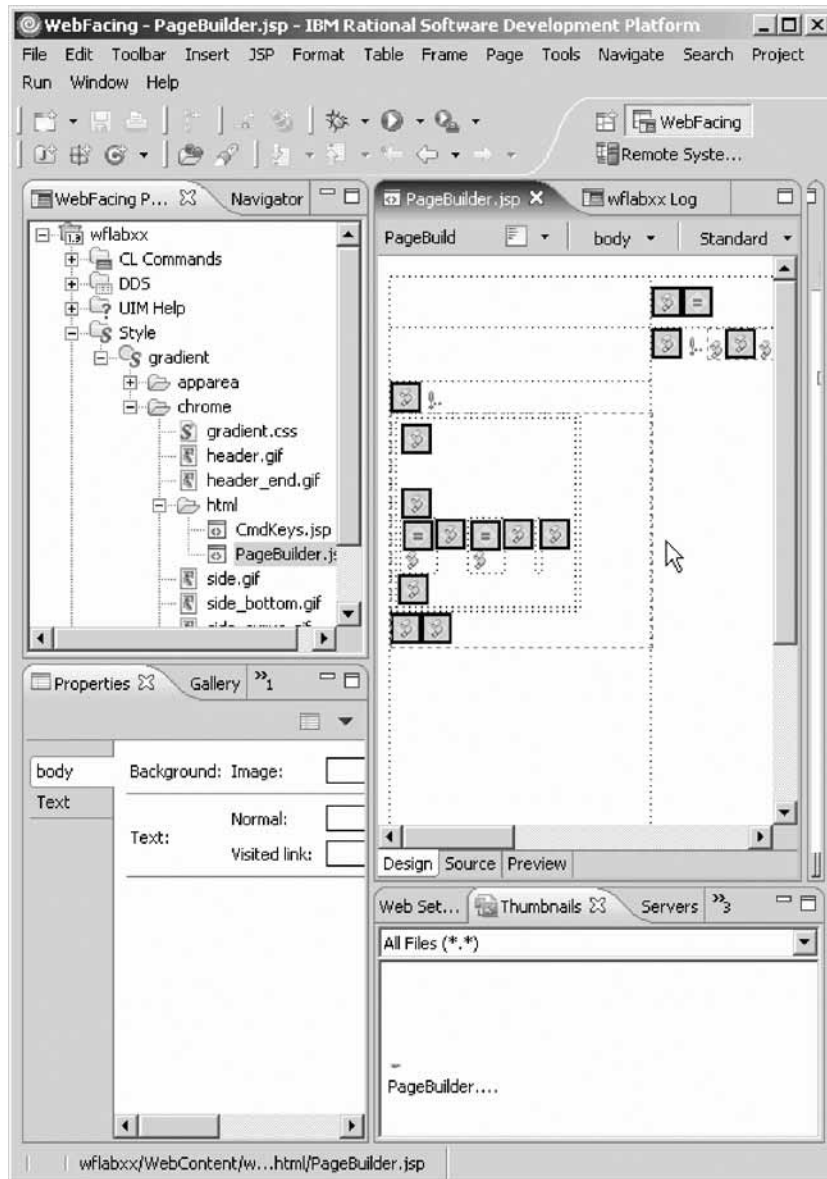 WebFacing - PageBuilder.jsp - IBM Rational Software Development Platform
File Edit Toolbar Insert JSP Format Table Frame Page Tools Navigate Search Project
Run Window Help
WebFacing
Remote Syste...
WebFacing P... Navigator
wflabxx
CL Commands
DDS
UIM Help
Style
gradient
apparea
chrome
gradient.css
header.gif
header_end.gif
html
CmdKeys.jsp
PageBuilder.js
side.gif
side_bottom.gif
PageBuilder.jsp wflabxx Log
PageBuild body Standard
Design Source Preview
Properties Gallery »1
body
Text
Background: Image:
Text:
Normal:
Visited link:
Web Set... Thumbnails Servers »3
All Files (*.*)
PageBuilder....
wflabxx/WebContent/w...html/PageBuilder.jsp